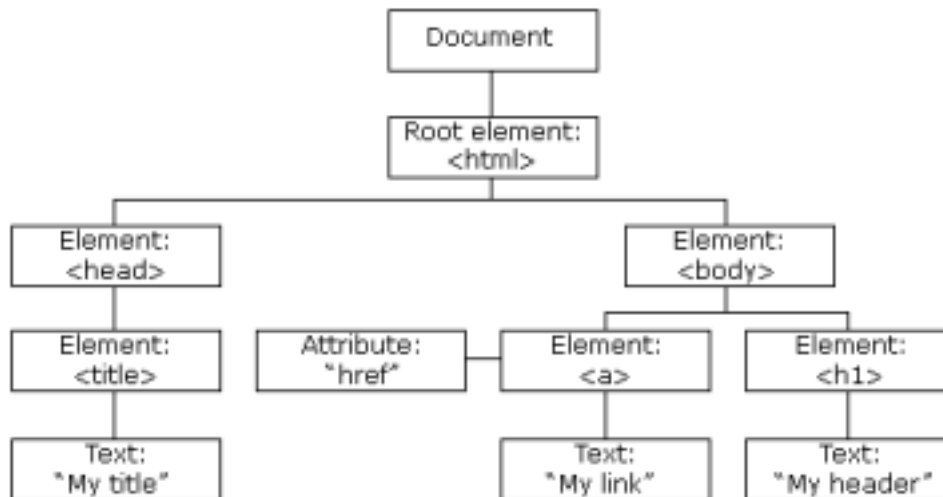 Document
Root element:
<html>
Element:
<head>
Element:
<body>
Element:
<title>
Attribute:
“href”
Element:
<a>
Element:
<h1>
Text:
“My title”
Text:
“My link”
Text:
“My header”